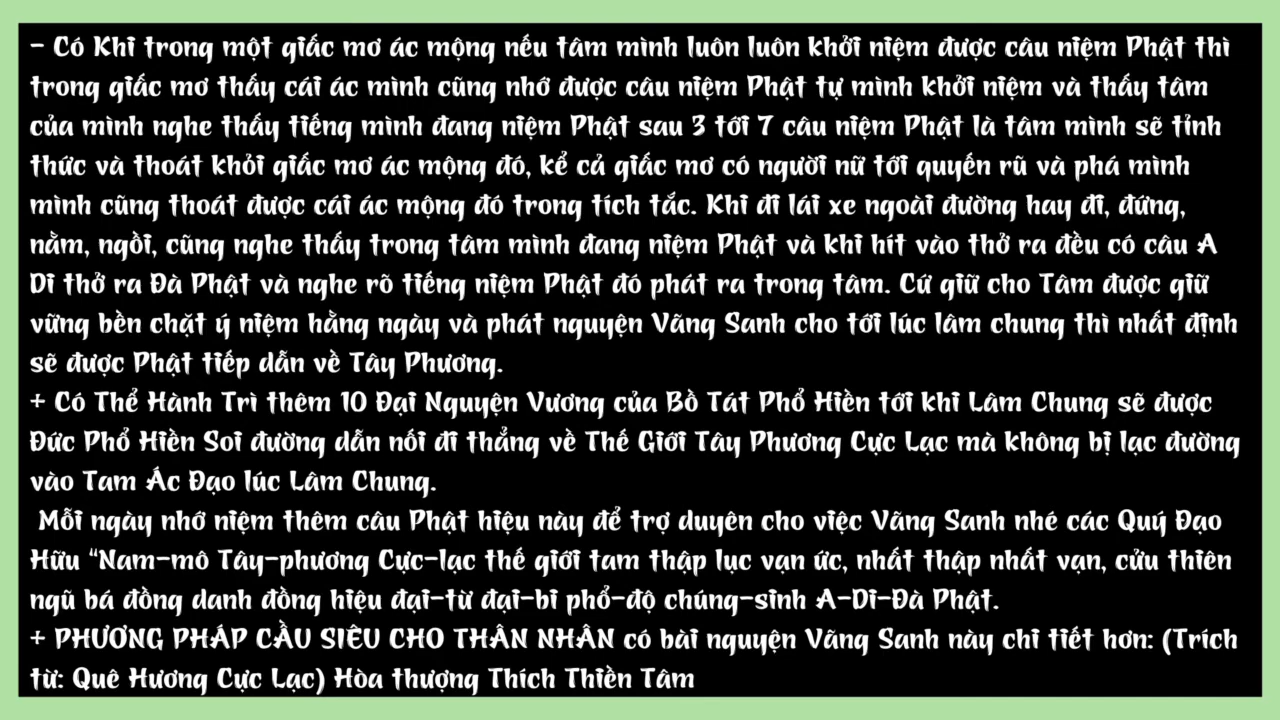 - Có Khi trong một giấc mơ ác mộng nếu tâm mình luôn luôn khởi niệm được câu niệm Phật thì
trong giấc mơ thấy cái ác mình cũng nhớ được câu niệm Phật tự mình khởi niệm và thấy tâm
của mình nghe thấy tiếng mình đang niệm Phật sau 3 tới 7 câu niệm Phật là tâm mình sẽ tỉnh
thức và thoát khỏi giấc mơ ác mộng đó, kể cả giấc mơ có người nữ tới quyến rũ và phá mình
mình cũng thoát được cái ác mộng đó trong tích tắc. Khi đi lái xe ngoài đường hay đi, đứng,
nằm, ngồi, cũng nghe thấy trong tâm mình đang niệm Phật và khi hít vào thở ra đều có câu A
Di thở ra Đà Phật và nghe rõ tiếng niệm Phật đó phát ra trong tâm. Cứ giữ cho Tâm được giữ
vững bền chặt ý niệm hằng ngày và phát nguyện Vãng Sanh cho tới lúc lâm chung thì nhất định
sẽ được Phật tiếp dẫn về Tây Phương.
+ Có Thể Hành Trì thêm 10 Đại Nguyện Vương của Bồ Tát Phổ Hiền tới khi Lâm Chung sẽ được
Đức Phổ Hiền Soi đường dẫn nối đi thẳng về Thế Giới Tây Phương Cực Lạc mà không bị lạc đường
vào Tam Ác Đạo lúc Lâm Chung.
Mỗi ngày nhớ niệm thêm câu Phật hiệu này để trợ duyên cho việc Vãng Sanh nhé các Quý Đạo
Hữu "Nam-mô Tây-phương Cực-lạc thế giới tam thập lục vạn ức, nhất thập nhất vạn, cửu thiên
ngũ bá đồng danh đồng hiệu đại-từ đại-bi phổ-độ chúng-sinh A-Di-Đà Phật.
+ PHƯƠNG PHÁP CẦU SIÊU CHO THÂN NHÂN có bài nguyện Vãng Sanh này chi tiết hơn: (Trích
từ: Quê Hương Cực Lạc) Hòa thượng Thích Thiền Tâm